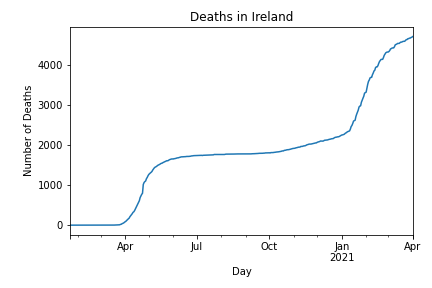 Deaths in Ireland
Number of Deaths
4000
3000
2000
1000
0
Apr Jul Oct Jan Apr
2021
Day